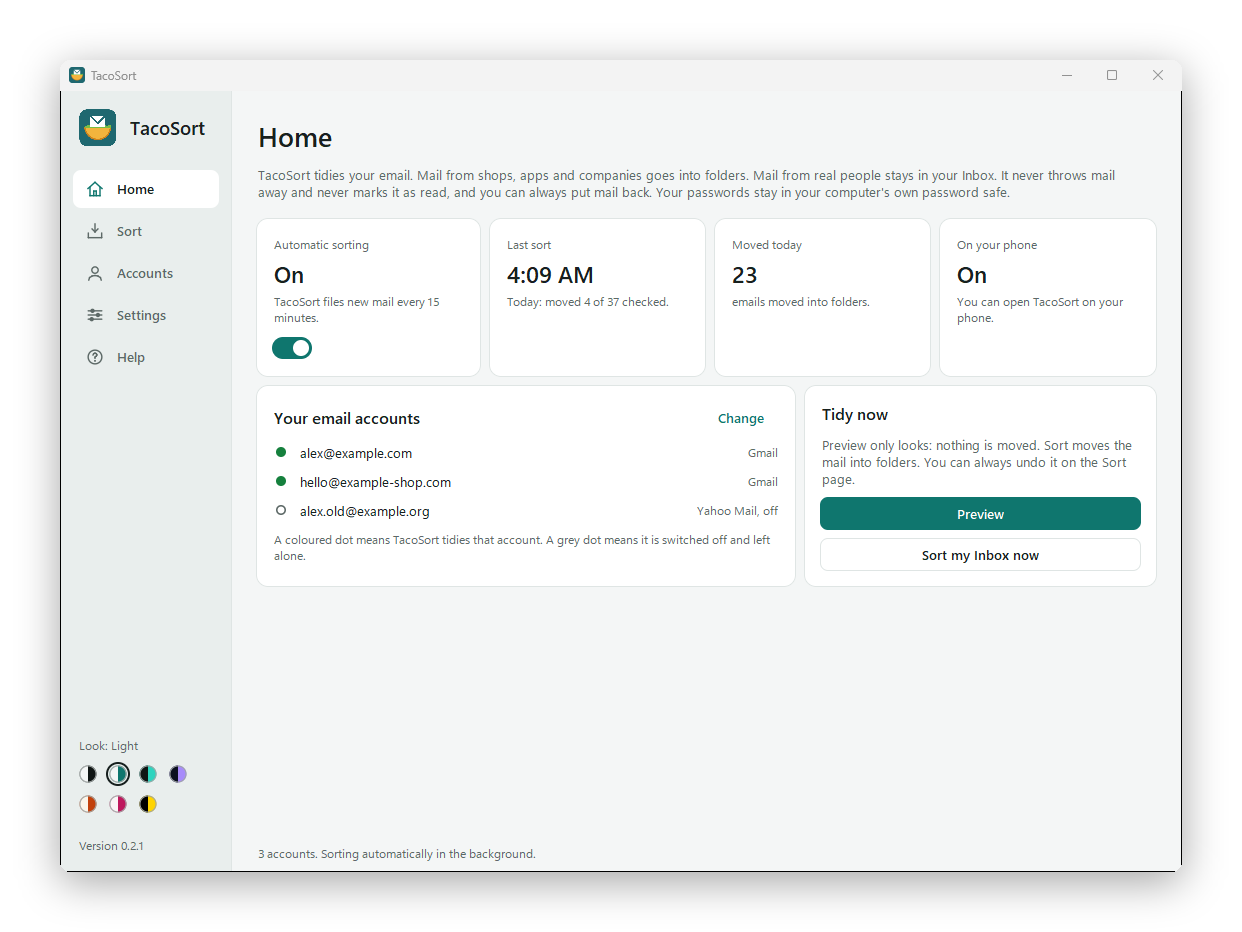 TacoSort
TacoSort
Home
Sort
Accounts
Settings
Help
Look: Light
Version 0.2.1
Home
TacoSort tidies your email. Mail from shops, apps and companies goes into folders. Mail from real people stays in your Inbox. It never throws mail
away and never marks it as read, and you can always put mail back. Your passwords stay in your computer's own password safe.
Automatic sorting
On
TacoSort files new mail every 15
minutes.
Last sort
4:09 AM
Today: moved 4 of 37 checked.
Moved today
23
emails moved into folders.
On your phone
On
You can open TacoSort on your
phone.
Your email accounts
Change
alex@example.com
Gmail
hello@example-shop.com
Gmail
alex.old@example.org
Yahoo Mail, off
A coloured dot means TacoSort tidies that account. A grey dot means it is switched off and left
alone.
Tidy now
Preview only looks: nothing is moved. Sort moves the
mail into folders. You can always undo it on the Sort
page.
Preview
Sort my Inbox now
3 accounts. Sorting automatically in the background.